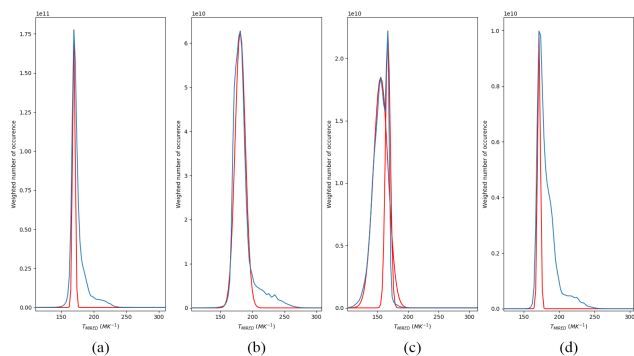 1e11
1.75
1.50
1.25
1.00
0.75
0.50
0.25
0.00
Weighted number of occurence
150 200 250 300
T_MIRED (MK⁻¹)
(a)
1e10
6
5
4
3
2
1
0
Weighted number of occurence
150 200 250 300
T_MIRED (MK⁻¹)
(b)
1e10
2.0
1.5
1.0
0.5
0.0
Weighted number of occurence
150 200 250 300
T_MIRED (MK⁻¹)
(c)
1e10
1.0
0.8
0.6
0.4
0.2
0.0
Weighted number of occurence
150 200 250 300
T_MIRED (MK⁻¹)
(d)